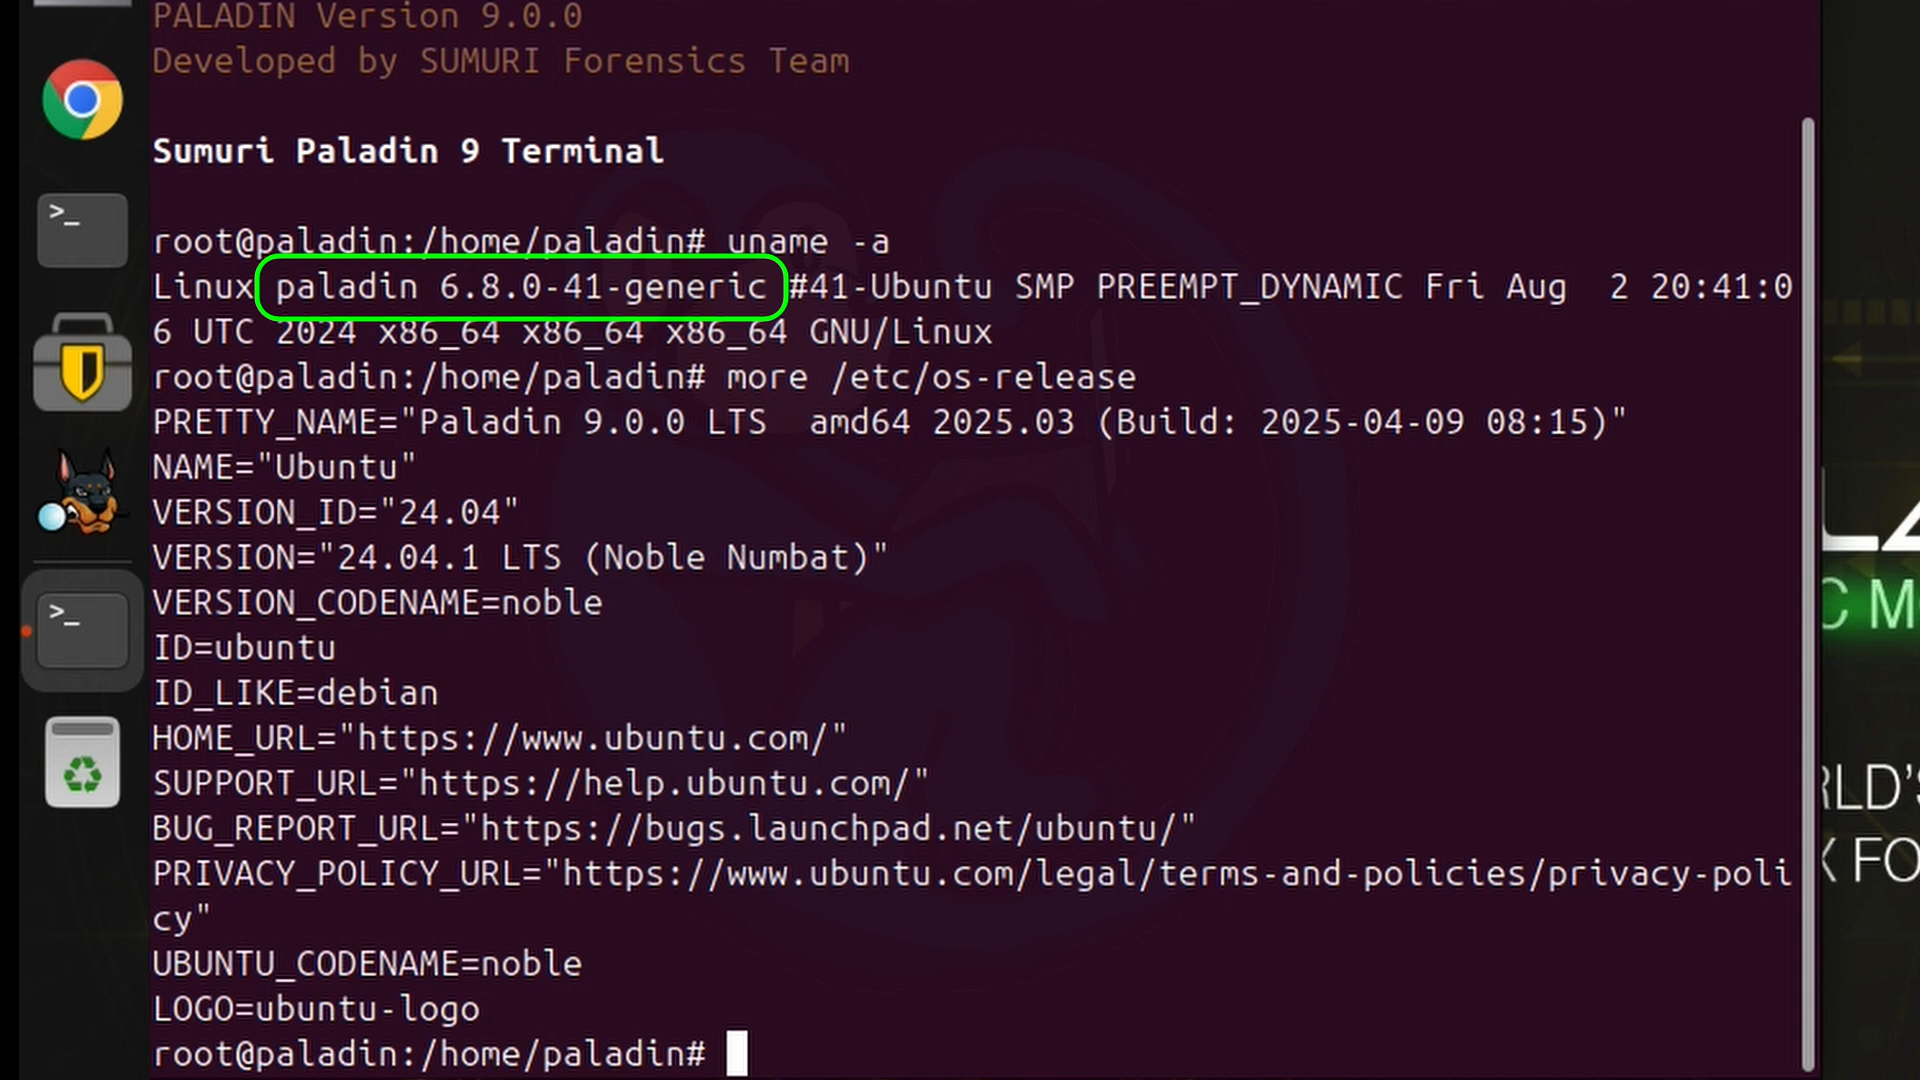 PALADIN Version 9.0.0
Developed by SUMURI Forensics Team
Sumuri Paladin 9 Terminal
root@paladin:/home/paladin# uname -a
Linux paladin 6.8.0-41-generic #41-Ubuntu SMP PREEMPT_DYNAMIC Fri Aug  2 20:41:0
6 UTC 2024 x86_64 x86_64 x86_64 GNU/Linux
root@paladin:/home/paladin# more /etc/os-release
PRETTY_NAME="Paladin 9.0.0 LTS  amd64 2025.03 (Build: 2025-04-09 08:15)"
NAME="Ubuntu"
VERSION_ID="24.04"
VERSION="24.04.1 LTS (Noble Numbat)"
VERSION_CODENAME=noble
ID=ubuntu
ID_LIKE=debian
HOME_URL="https://www.ubuntu.com/"
SUPPORT_URL="https://help.ubuntu.com/"
BUG_REPORT_URL="https://bugs.launchpad.net/ubuntu/"
PRIVACY_POLICY_URL="https://www.ubuntu.com/legal/terms-and-policies/privacy-poli
cy"
UBUNTU_CODENAME=noble
LOGO=ubuntu-logo
root@paladin:/home/paladin#